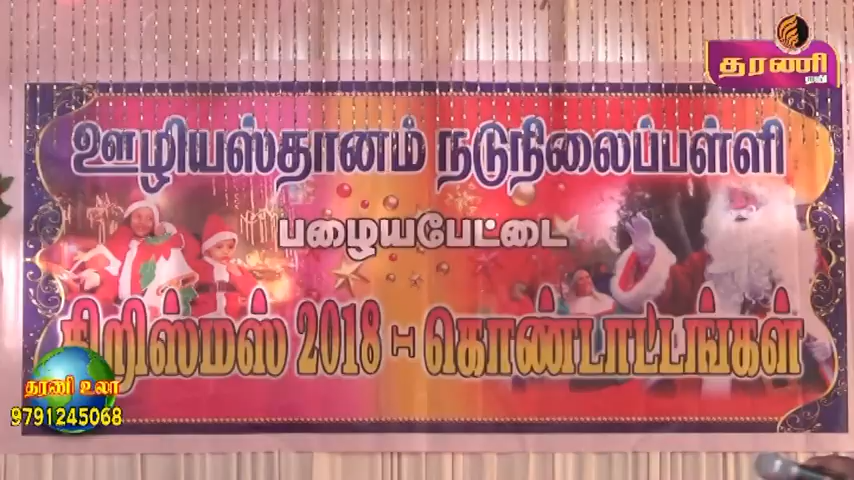 தரணி
ஊழியஸ்தானம் நடுநிலைப்பள்ளி
பழையபேட்டை
கிறிஸ்மஸ் 2018 - கொண்டாட்டங்கள்
தரணி உலா
9791245068